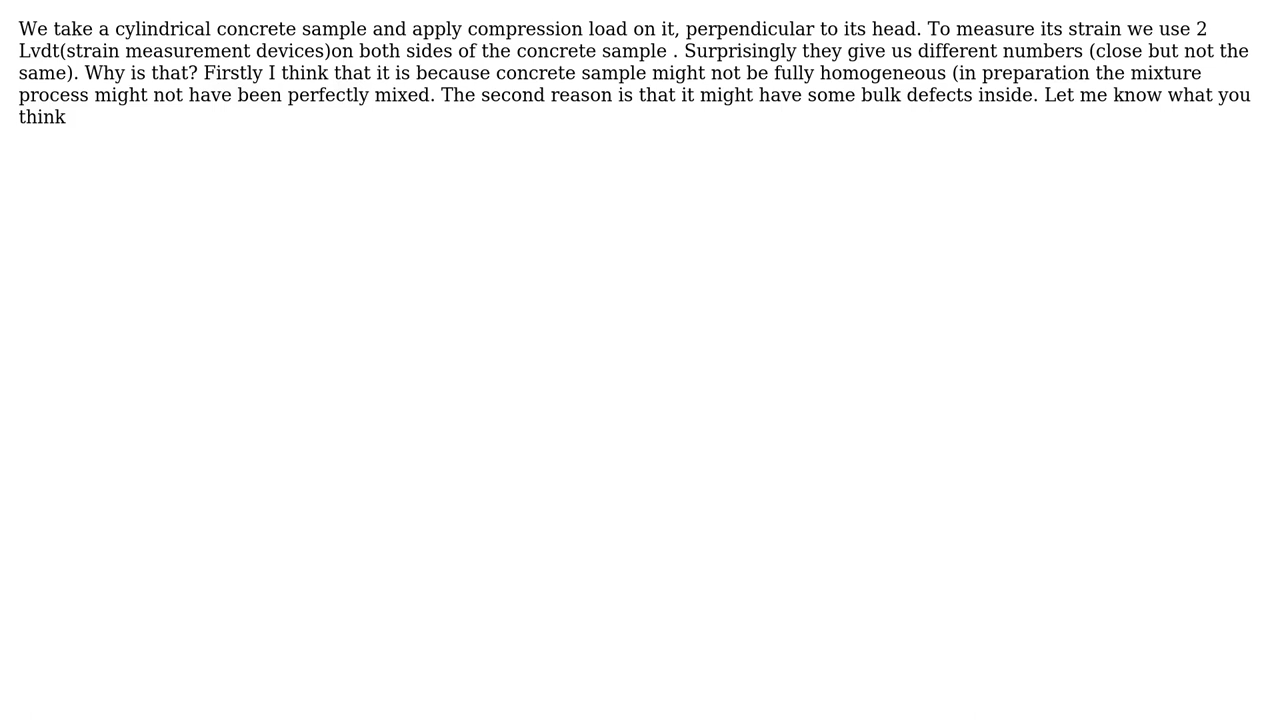 We take a cylindrical concrete sample and apply compression load on it, perpendicular to its head. To measure its strain we use 2
Lvdt(strain measurement devices)on both sides of the concrete sample . Surprisingly they give us different numbers (close but not the
same). Why is that? Firstly I think that it is because concrete sample might not be fully homogeneous (in preparation the mixture
process might not have been perfectly mixed. The second reason is that it might have some bulk defects inside. Let me know what you
think